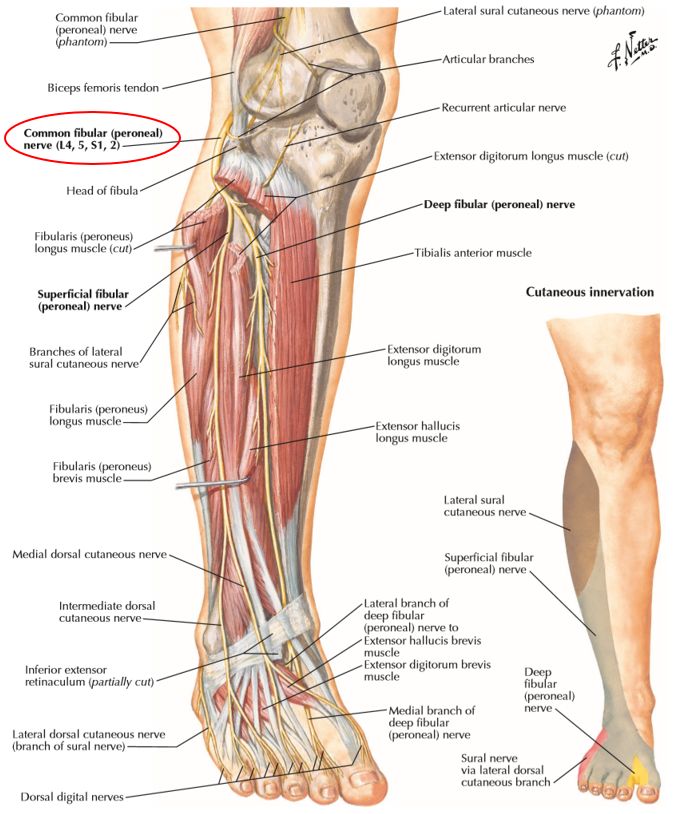 Common fibular
(peroneal) nerve
(phantom)
Lateral sural cutaneous nerve (phantom)
F. Netter
M.D.
Articular branches
Biceps femoris tendon
Recurrent articular nerve
Common fibular (peroneal)
nerve (L4, 5, S1, 2)
Extensor digitorum longus muscle (cut)
Head of fibula
Deep fibular (peroneal) nerve
Fibularis (peroneus)
longus muscle (cut)
Tibialis anterior muscle
Superficial fibular
(peroneal) nerve
Cutaneous innervation
Branches of lateral
sural cutaneous nerve
Extensor digitorum
longus muscle
Fibularis (peroneus)
longus muscle
Extensor hallucis
longus muscle
Fibularis (peroneus)
brevis muscle
Lateral sural
cutaneous nerve
Medial dorsal cutaneous nerve
Superficial fibular
(peroneal) nerve
Intermediate dorsal
cutaneous nerve
Lateral branch of
deep fibular
(peroneal) nerve to
Extensor hallucis brevis
muscle
Extensor digitorum brevis
muscle
Inferior extensor
retinaculum (partially cut)
Deep
fibular
(peroneal)
nerve
Medial branch of
deep fibular
(peroneal) nerve
Lateral dorsal cutaneous nerve
(branch of sural nerve)
Sural nerve
via lateral dorsal
cutaneous branch
Dorsal digital nerves